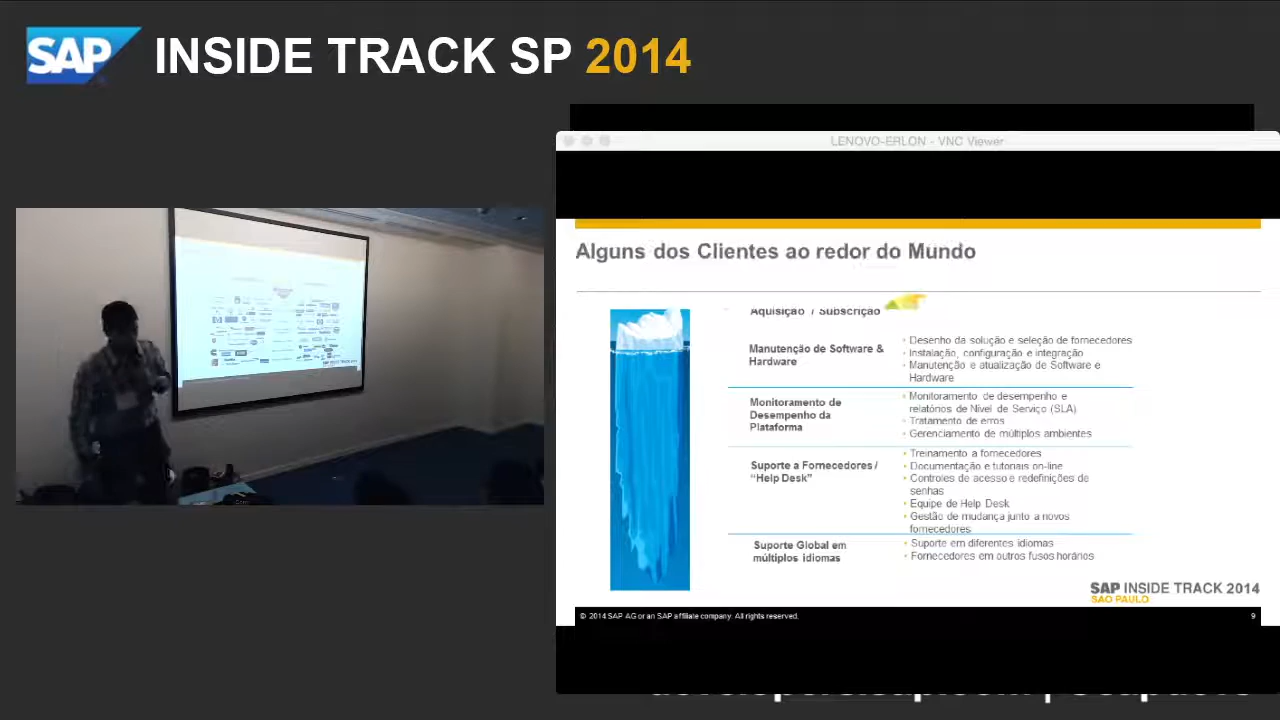 SAP INSIDE TRACK SP 2014
LENOVO-ERLON - VNC Viewer
Alguns dos Clientes ao redor do Mundo
Aquisição / Subscrição
Manutenção de Software &
Hardware
• Desenho da solução e seleção de fornecedores
• Instalação, configuração e integração
• Manutenção e atualização de Software e
Hardware
Monitoramento de
Desempenho da
Plataforma
• Monitoramento de desempenho e
relatórios de Nível de Serviço (SLA)
• Tratamento de erros
• Gerenciamento de múltiplos ambientes
Suporte a Fornecedores /
“Help Desk”
• Treinamento a fornecedores
• Documentação e tutoriais on-line
• Controles de acesso e redefinições de
senhas
• Equipe de Help Desk
• Gestão de mudança junto a novos
fornecedores
Suporte Global em
múltiplos idiomas
• Suporte em diferentes idiomas
• Fornecedores em outros fusos horários
SAP INSIDE TRACK 2014
SAO PAULO
© 2014 SAP AG or an SAP affiliate company. All rights reserved.
9